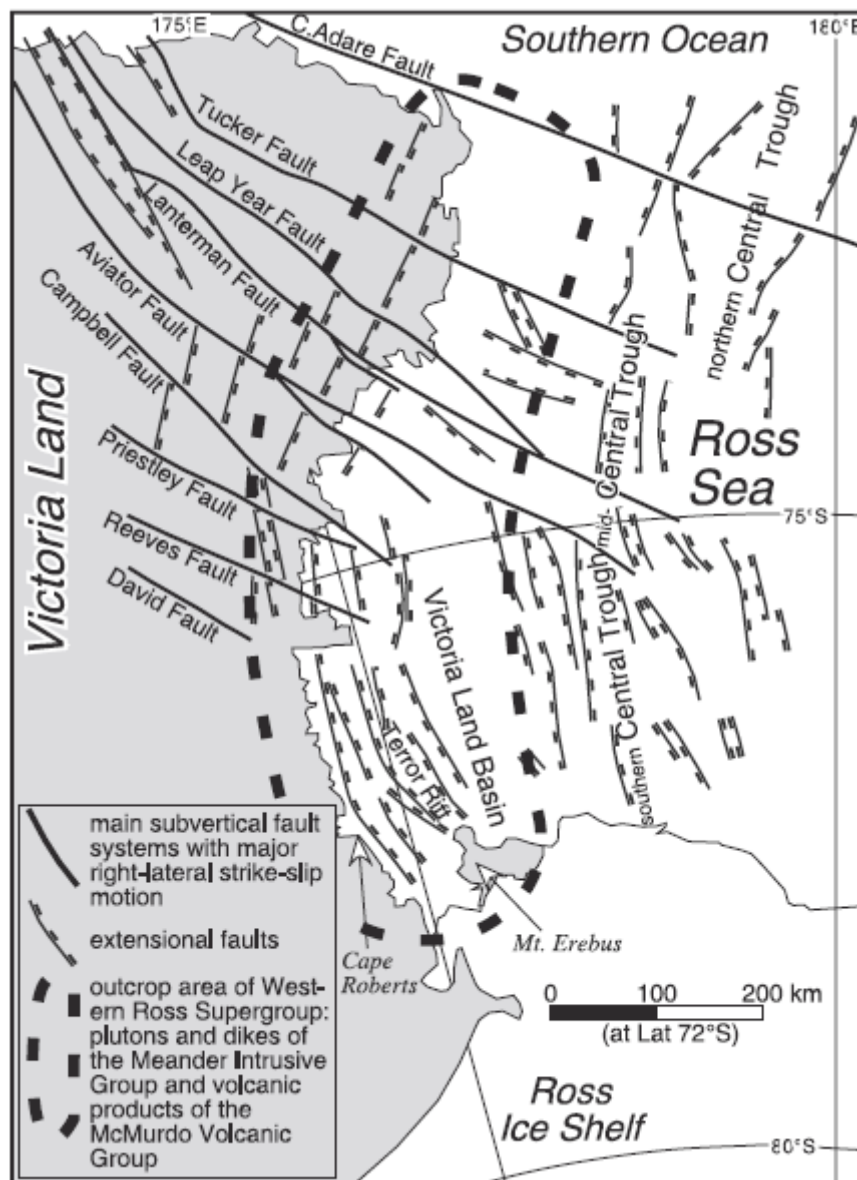 175°E
180°E
C.Adare Fault
Southern Ocean
Tucker Fault
Leap Year Fault
Lanterman Fault
Aviator Fault
Campbell Fault
Priestley Fault
Reeves Fault
David Fault
Victoria Land
northern Central Trough
mid- Central Trough
southern Central Trough
Ross
Sea
75°S
Victoria Land Basin
Terror Rift
Cape
Roberts
Mt. Erebus
0 100 200 km
(at Lat 72°S)
Ross
Ice Shelf
80°S
main subvertical fault
systems with major
right-lateral strike-slip
motion
extensional faults
outcrop area of West-
ern Ross Supergroup:
plutons and dikes of
the Meander Intrusive
Group and volcanic
products of the
McMurdo Volcanic
Group